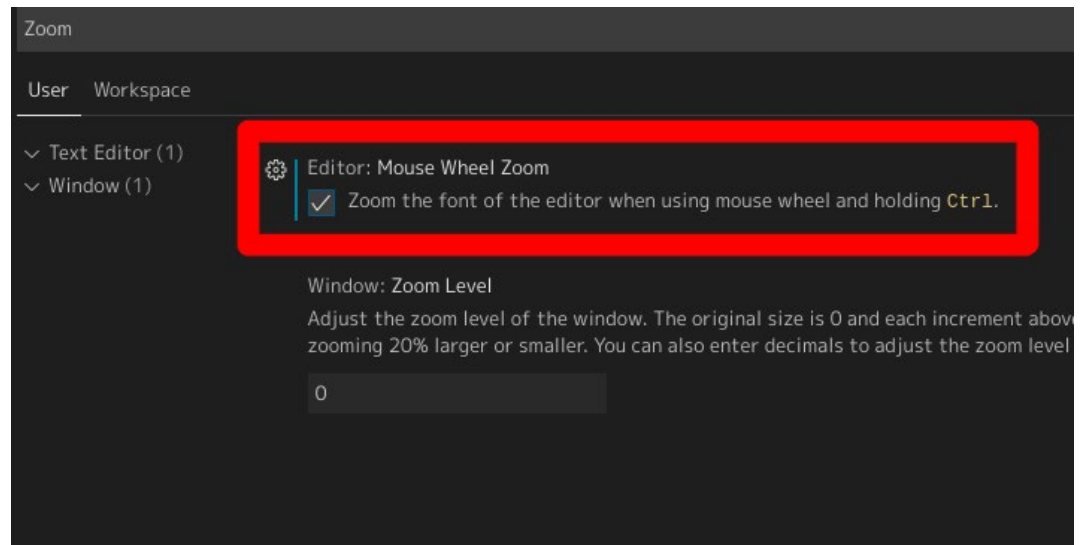 Zoom
User Workspace
Text Editor (1)
Window (1)
Editor: Mouse Wheel Zoom
Zoom the font of the editor when using mouse wheel and holding Ctrl.
Window: Zoom Level
Adjust the zoom level of the window. The original size is 0 and each increment above
zooming 20% larger or smaller. You can also enter decimals to adjust the zoom level
0